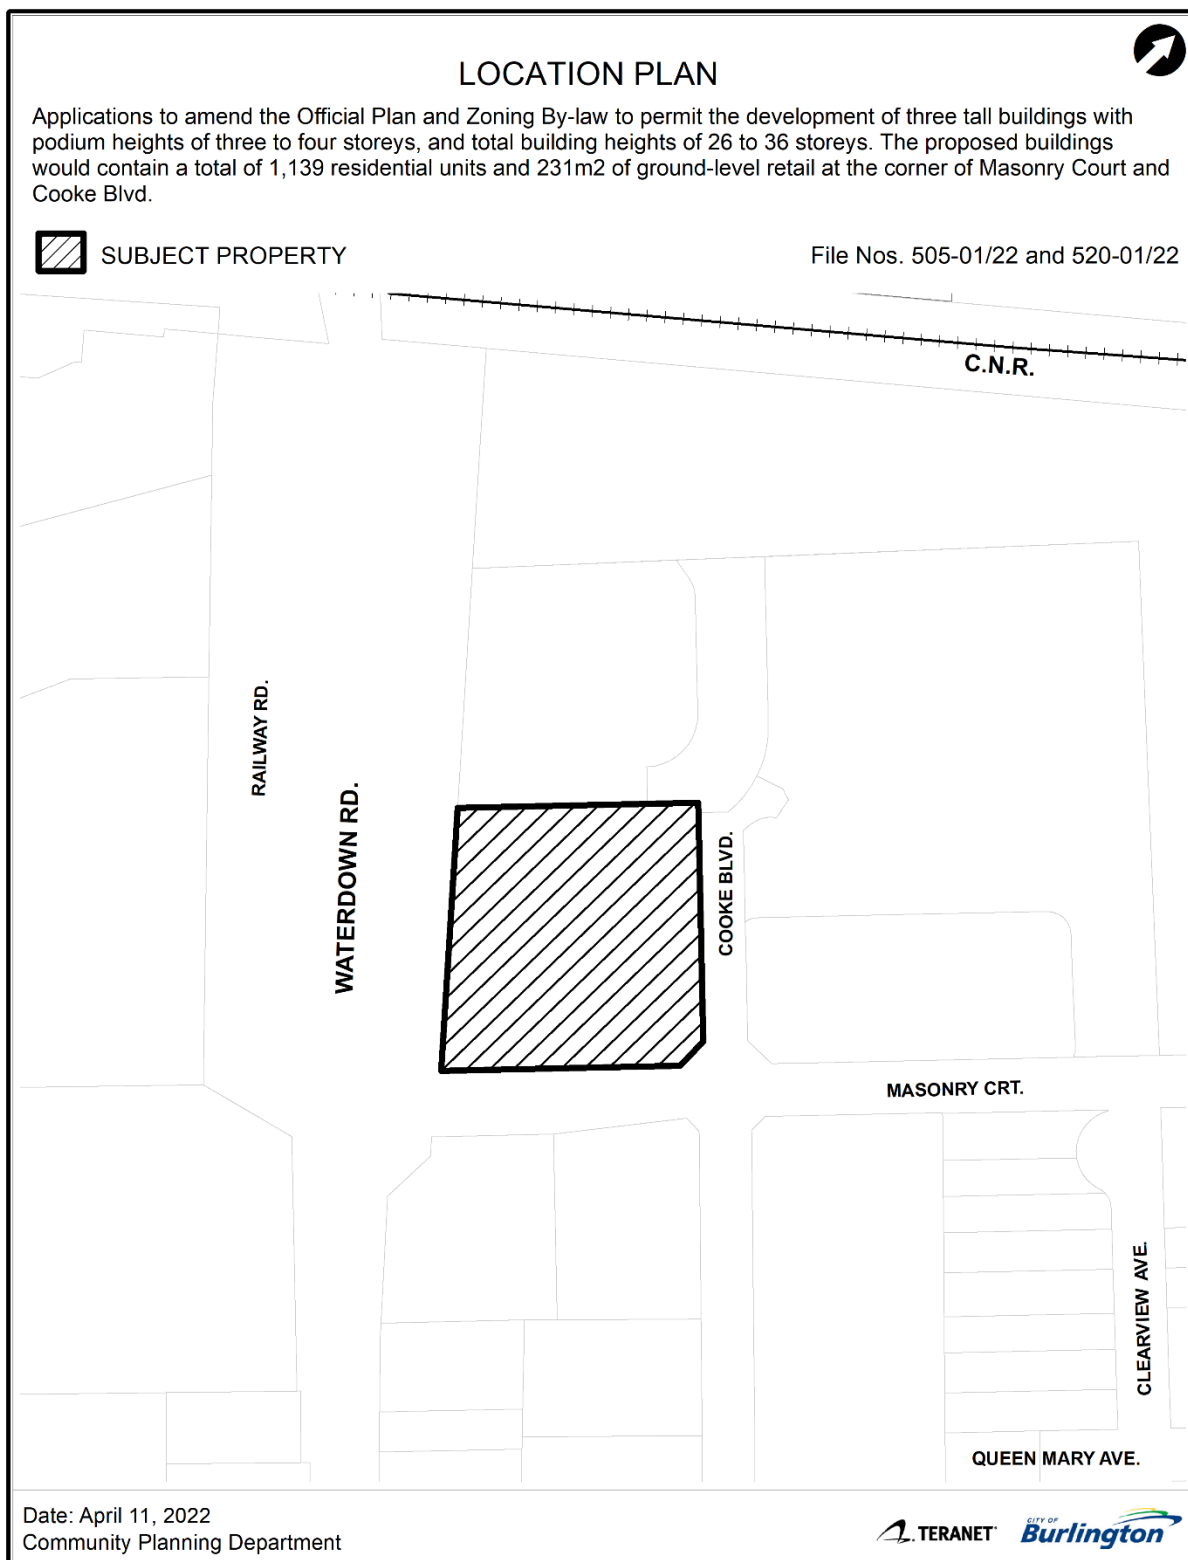 LOCATION PLAN
Applications to amend the Official Plan and Zoning By-law to permit the development of three tall buildings with
podium heights of three to four storeys, and total building heights of 26 to 36 storeys. The proposed buildings
would contain a total of 1,139 residential units and 231m2 of ground-level retail at the corner of Masonry Court and
Cooke Blvd.
SUBJECT PROPERTY
File Nos. 505-01/22 and 520-01/22
C.N.R.
RAILWAY RD.
WATERDOWN RD.
COOKE BLVD.
MASONRY CRT.
CLEARVIEW AVE.
QUEEN MARY AVE.
Date: April 11, 2022
Community Planning Department
TERANET
CITY OF
Burlington